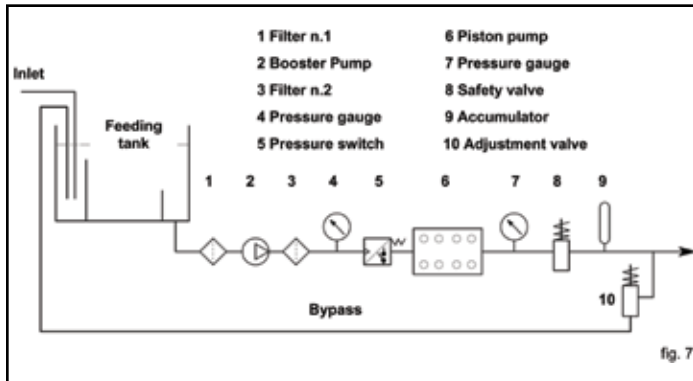 1 Filter n.1
2 Booster Pump
3 Filter n.2
4 Pressure gauge
5 Pressure switch
6 Piston pump
7 Pressure gauge
8 Safety valve
9 Accumulator
10 Adjustment valve
Inlet
Feeding
tank
1 2 3 4 5 6 7 8 9
10
Bypass
fig. 7